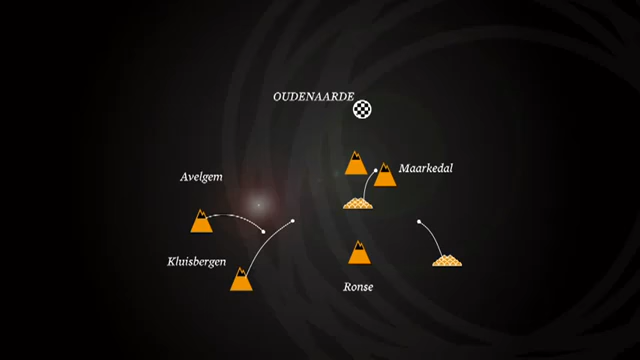 OUDENAARDE
Maarkedal
Avelgem
Kluisbergen
Ronse